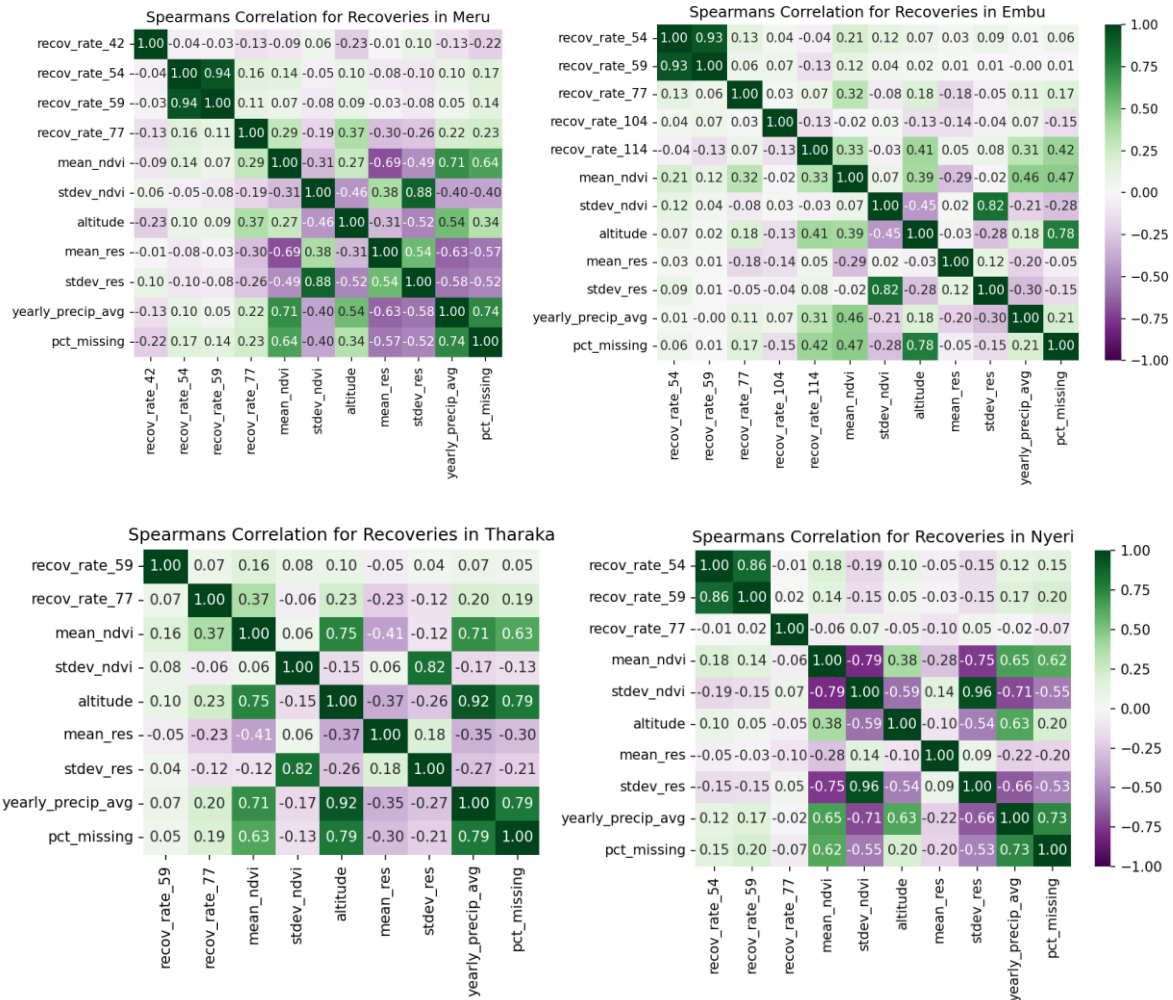 Spearmans Correlation for Recoveries in Meru
recov_rate_42 1.00 -0.04 -0.03 -0.13 -0.09 0.06 -0.23 -0.01 0.10 -0.13 -0.22
recov_rate_54 -0.04 1.00 0.94 0.16 0.14 -0.05 0.10 -0.08 -0.10 0.10 0.17
recov_rate_59 -0.03 0.94 1.00 0.11 0.07 -0.08 0.09 -0.03 -0.08 0.05 0.14
recov_rate_77 -0.13 0.16 0.11 1.00 0.29 -0.19 0.37 -0.30 -0.26 0.22 0.23
mean_ndvi -0.09 0.14 0.07 0.29 1.00 -0.31 0.27 -0.69 -0.49 0.71 0.64
stdev_ndvi 0.06 -0.05 -0.08 -0.19 -0.31 1.00 -0.46 0.38 0.88 -0.40 -0.40
altitude -0.23 0.10 0.09 0.37 0.27 -0.46 1.00 -0.31 -0.52 0.54 0.34
mean_res -0.01 -0.08 -0.03 -0.30 -0.69 0.38 -0.31 1.00 0.54 -0.63 -0.57
stdev_res 0.10 -0.10 -0.08 -0.26 -0.49 0.88 -0.52 0.54 1.00 -0.58 -0.52
yearly_precip_avg -0.13 0.10 0.05 0.22 0.71 -0.40 0.54 -0.63 -0.58 1.00 0.74
pct_missing -0.22 0.17 0.14 0.23 0.64 -0.40 0.34 -0.57 -0.52 0.74 1.00
recov_rate_42 recov_rate_54 recov_rate_59 recov_rate_77 mean_ndvi stdev_ndvi altitude mean_res stdev_res yearly_precip_avg pct_missing
Spearmans Correlation for Recoveries in Embu
recov_rate_54 1.00 0.93 0.13 0.04 -0.04 0.21 0.12 0.07 0.03 0.09 0.01 0.06
recov_rate_59 0.93 1.00 0.06 0.07 -0.13 0.12 0.04 0.02 0.01 0.01 -0.00 0.01
recov_rate_77 0.13 0.06 1.00 0.03 0.07 0.32 -0.08 0.18 -0.18 -0.05 0.11 0.17
recov_rate_104 0.04 0.07 0.03 1.00 -0.13 -0.02 0.03 -0.13 -0.14 -0.04 0.07 -0.15
recov_rate_114 -0.04 -0.13 0.07 -0.13 1.00 0.33 -0.03 0.41 0.05 0.08 0.31 0.42
mean_ndvi 0.21 0.12 0.32 -0.02 0.33 1.00 0.07 0.39 -0.29 -0.02 0.46 0.47
stdev_ndvi 0.12 0.04 -0.08 0.03 -0.03 0.07 1.00 -0.45 0.02 0.82 -0.21 -0.28
altitude 0.07 0.02 0.18 -0.13 0.41 0.39 -0.45 1.00 -0.03 -0.28 0.18 0.78
mean_res 0.03 0.01 -0.18 -0.14 0.05 -0.29 0.02 -0.03 1.00 0.12 -0.20 -0.05
stdev_res 0.09 0.01 -0.05 -0.04 0.08 -0.02 0.82 -0.28 0.12 1.00 -0.30 -0.15
yearly_precip_avg 0.01 -0.00 0.11 0.07 0.31 0.46 -0.21 0.18 -0.20 -0.30 1.00 0.21
pct_missing 0.06 0.01 0.17 -0.15 0.42 0.47 -0.28 0.78 -0.05 -0.15 0.21 1.00
recov_rate_54 recov_rate_59 recov_rate_77 recov_rate_104 recov_rate_114 mean_ndvi stdev_ndvi altitude mean_res stdev_res yearly_precip_avg pct_missing
1.00
0.75
0.50
0.25
0.00
−0.25
−0.50
−0.75
−1.00
Spearmans Correlation for Recoveries in Tharaka
recov_rate_59 1.00 0.07 0.16 0.08 0.10 -0.05 0.04 0.07 0.05
recov_rate_77 0.07 1.00 0.37 -0.06 0.23 -0.23 -0.12 0.20 0.19
mean_ndvi 0.16 0.37 1.00 0.06 0.75 -0.41 -0.12 0.71 0.63
stdev_ndvi 0.08 -0.06 0.06 1.00 -0.15 0.06 0.82 -0.17 -0.13
altitude 0.10 0.23 0.75 -0.15 1.00 -0.37 -0.26 0.92 0.79
mean_res -0.05 -0.23 -0.41 0.06 -0.37 1.00 0.18 -0.35 -0.30
stdev_res 0.04 -0.12 -0.12 0.82 -0.26 0.18 1.00 -0.27 -0.21
yearly_precip_avg 0.07 0.20 0.71 -0.17 0.92 -0.35 -0.27 1.00 0.79
pct_missing 0.05 0.19 0.63 -0.13 0.79 -0.30 -0.21 0.79 1.00
recov_rate_59 recov_rate_77 mean_ndvi stdev_ndvi altitude mean_res stdev_res yearly_precip_avg pct_missing
Spearmans Correlation for Recoveries in Nyeri
recov_rate_54 1.00 0.86 -0.01 0.18 -0.19 0.10 -0.05 -0.15 0.12 0.15
recov_rate_59 0.86 1.00 0.02 0.14 -0.15 0.05 -0.03 -0.15 0.17 0.20
recov_rate_77 -0.01 0.02 1.00 -0.06 0.07 -0.05 -0.10 0.05 -0.02 -0.07
mean_ndvi 0.18 0.14 -0.06 1.00 -0.79 0.38 -0.28 -0.75 0.65 0.62
stdev_ndvi -0.19 -0.15 0.07 -0.79 1.00 -0.59 0.14 0.96 -0.71 -0.55
altitude 0.10 0.05 -0.05 0.38 -0.59 1.00 -0.10 -0.54 0.63 0.20
mean_res -0.05 -0.03 -0.10 -0.28 0.14 -0.10 1.00 0.09 -0.22 -0.20
stdev_res -0.15 -0.15 0.05 -0.75 0.96 -0.54 0.09 1.00 -0.66 -0.53
yearly_precip_avg 0.12 0.17 -0.02 0.65 -0.71 0.63 -0.22 -0.66 1.00 0.73
pct_missing 0.15 0.20 -0.07 0.62 -0.55 0.20 -0.20 -0.53 0.73 1.00
recov_rate_54 recov_rate_59 recov_rate_77 mean_ndvi stdev_ndvi altitude mean_res stdev_res yearly_precip_avg pct_missing
1.00
0.75
0.50
0.25
0.00
−0.25
−0.50
−0.75
−1.00